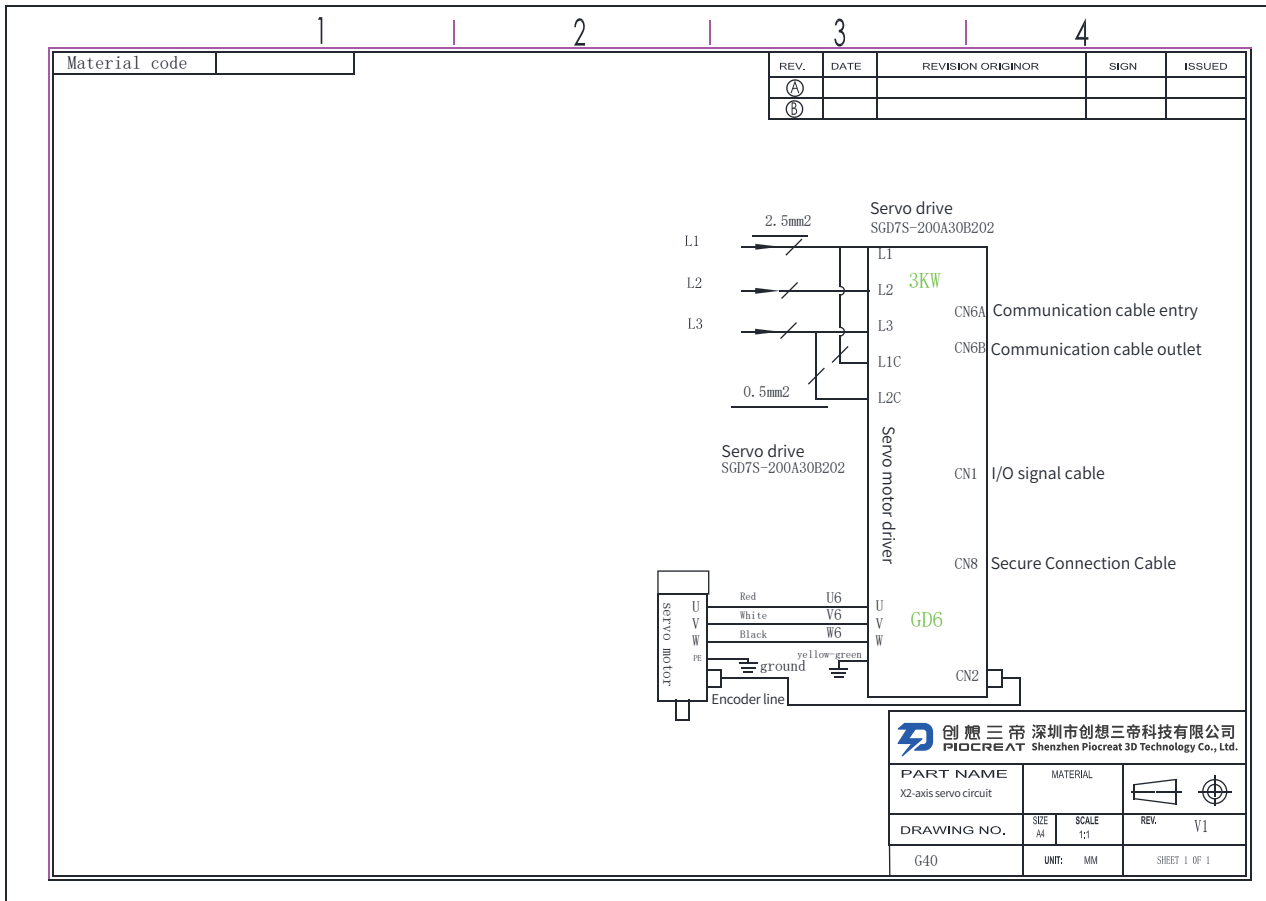 1 2 3 4
Material code
REV. DATE REVISION ORIGINOR SIGN ISSUED
A
B
Servo drive
SGD7S-200A30B202
2.5mm2
L1
L1
L2
L2
3KW
L3
L3
CN6A Communication cable entry
CN6B Communication cable outlet
L1C
0.5mm2
L2C
Servo drive
SGD7S-200A30B202
Servo motor driver
CN1 I/O signal cable
CN8 Secure Connection Cable
servo motor
U Red U6 U
V White V6 V
W Black W6 W
GD6
PE yellow-green
ground
CN2
Encoder line
创想三帝 深圳市创想三帝科技有限公司
PIOCREAT Shenzhen Piocreat 3D Technology Co., Ltd.
PART NAME MATERIAL
X2-axis servo circuit
DRAWING NO. SIZE SCALE REV. V1
A4 1:1
G40 UNIT: MM SHEET 1 OF 1